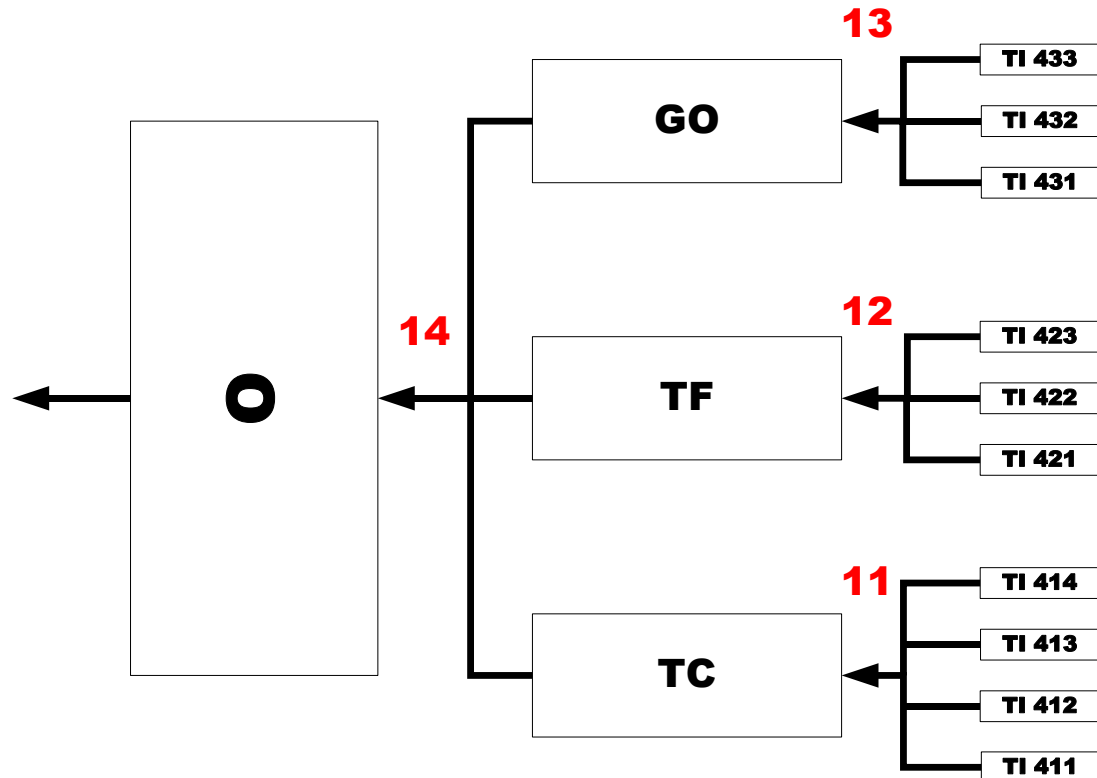 13
TI 433
GO
TI 432
TI 431
12
TI 423
14
O
TF
TI 422
TI 421
11
TI 414
TI 413
TC
TI 412
TI 411